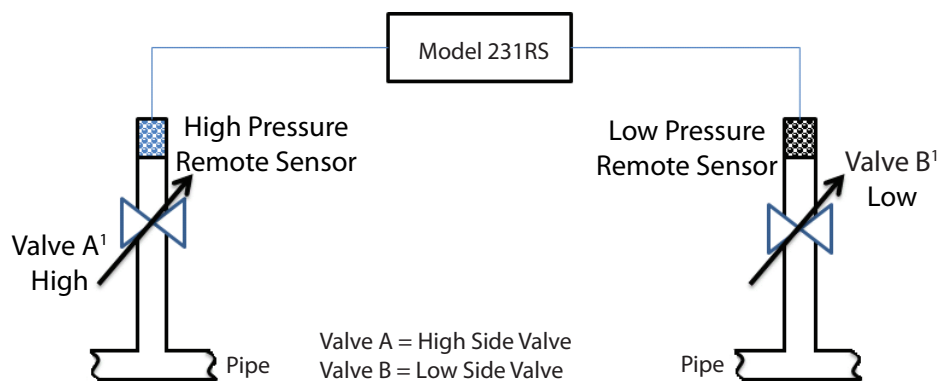 Model 231RS
High Pressure
Remote Sensor
Low Pressure
Remote Sensor
Valve B¹
Low
Valve A¹
High
Valve A = High Side Valve
Valve B = Low Side Valve
Pipe
Pipe